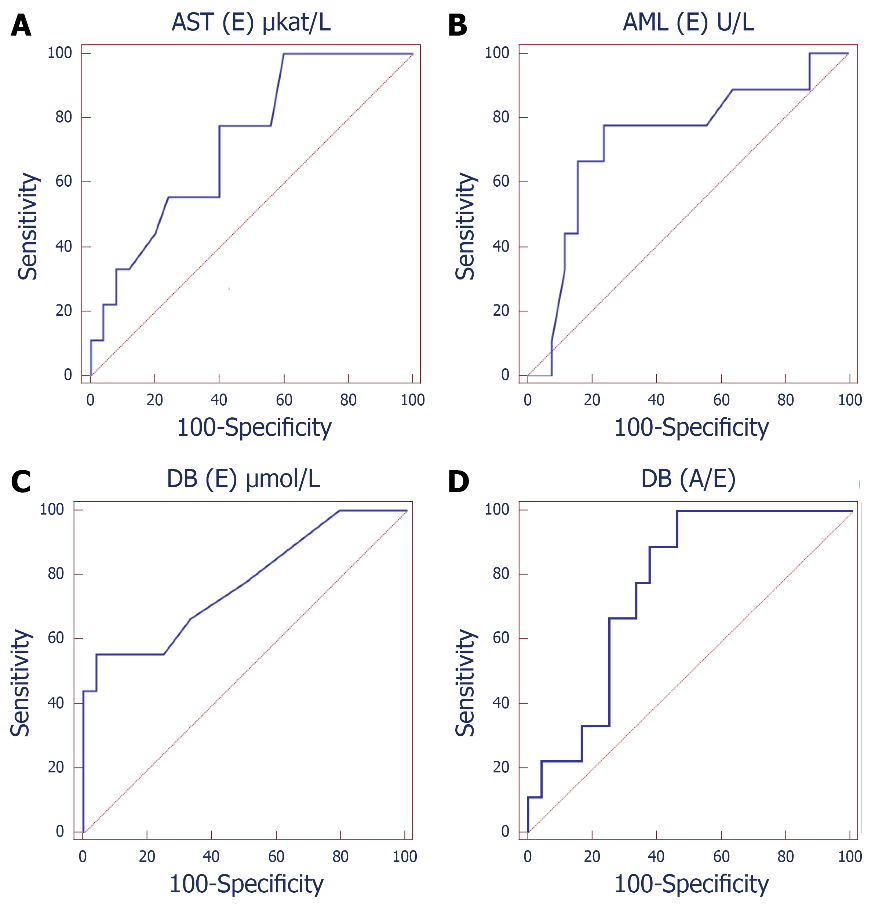 A
AST (E) µkat/L
100
80
60
40
20
0
Sensitivity
0 20 40 60 80 100
100-Specificity
B
AML (E) U/L
100
80
60
40
20
0
Sensitivity
0 20 40 60 80 100
100-Specificity
C
DB (E) µmol/L
100
80
60
40
20
0
Sensitivity
0 20 40 60 80 100
100-Specificity
D
DB (A/E)
100
80
60
40
20
0
Sensitivity
0 20 40 60 80 100
100-Specificity